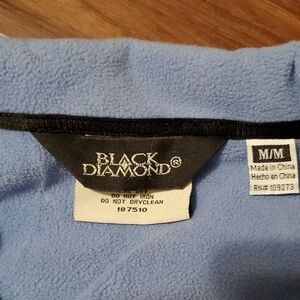 BLACK
DIAMOND®
DO NOT IRON
DO NOT DRYCLEAN
187510
M/M
Made in China
Hecho en China
RN# 109273